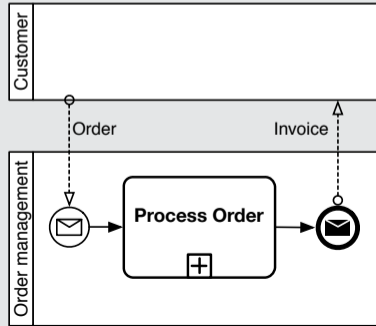 Customer
Order
Invoice
Order management
Process Order